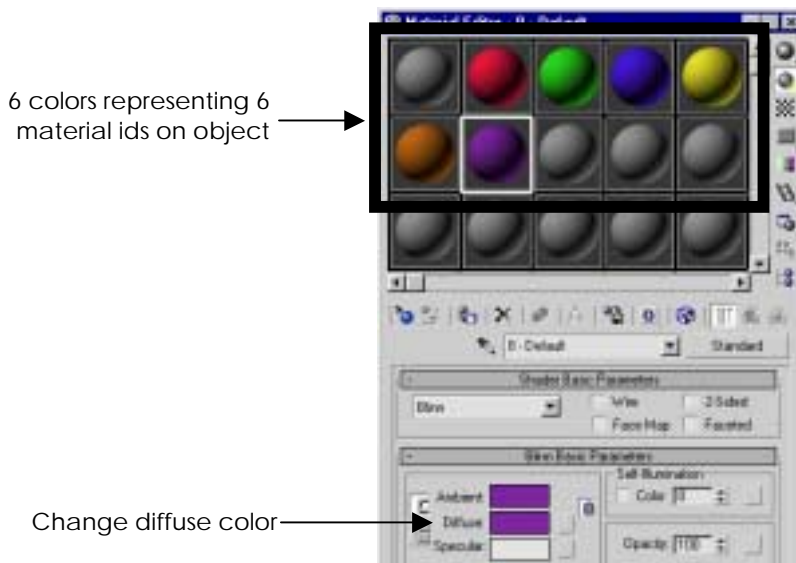 Material Editor - 8 - Default
6 colors representing 6
material ids on object
8 - Default
Standard
Shader Basic Parameters
Blinn
Wire
2-Sided
Face Map
Faceted
Blinn Basic Parameters
Self-Illumination
Ambient:
Color
Change diffuse color
Diffuse:
Specular:
Opacity: 100